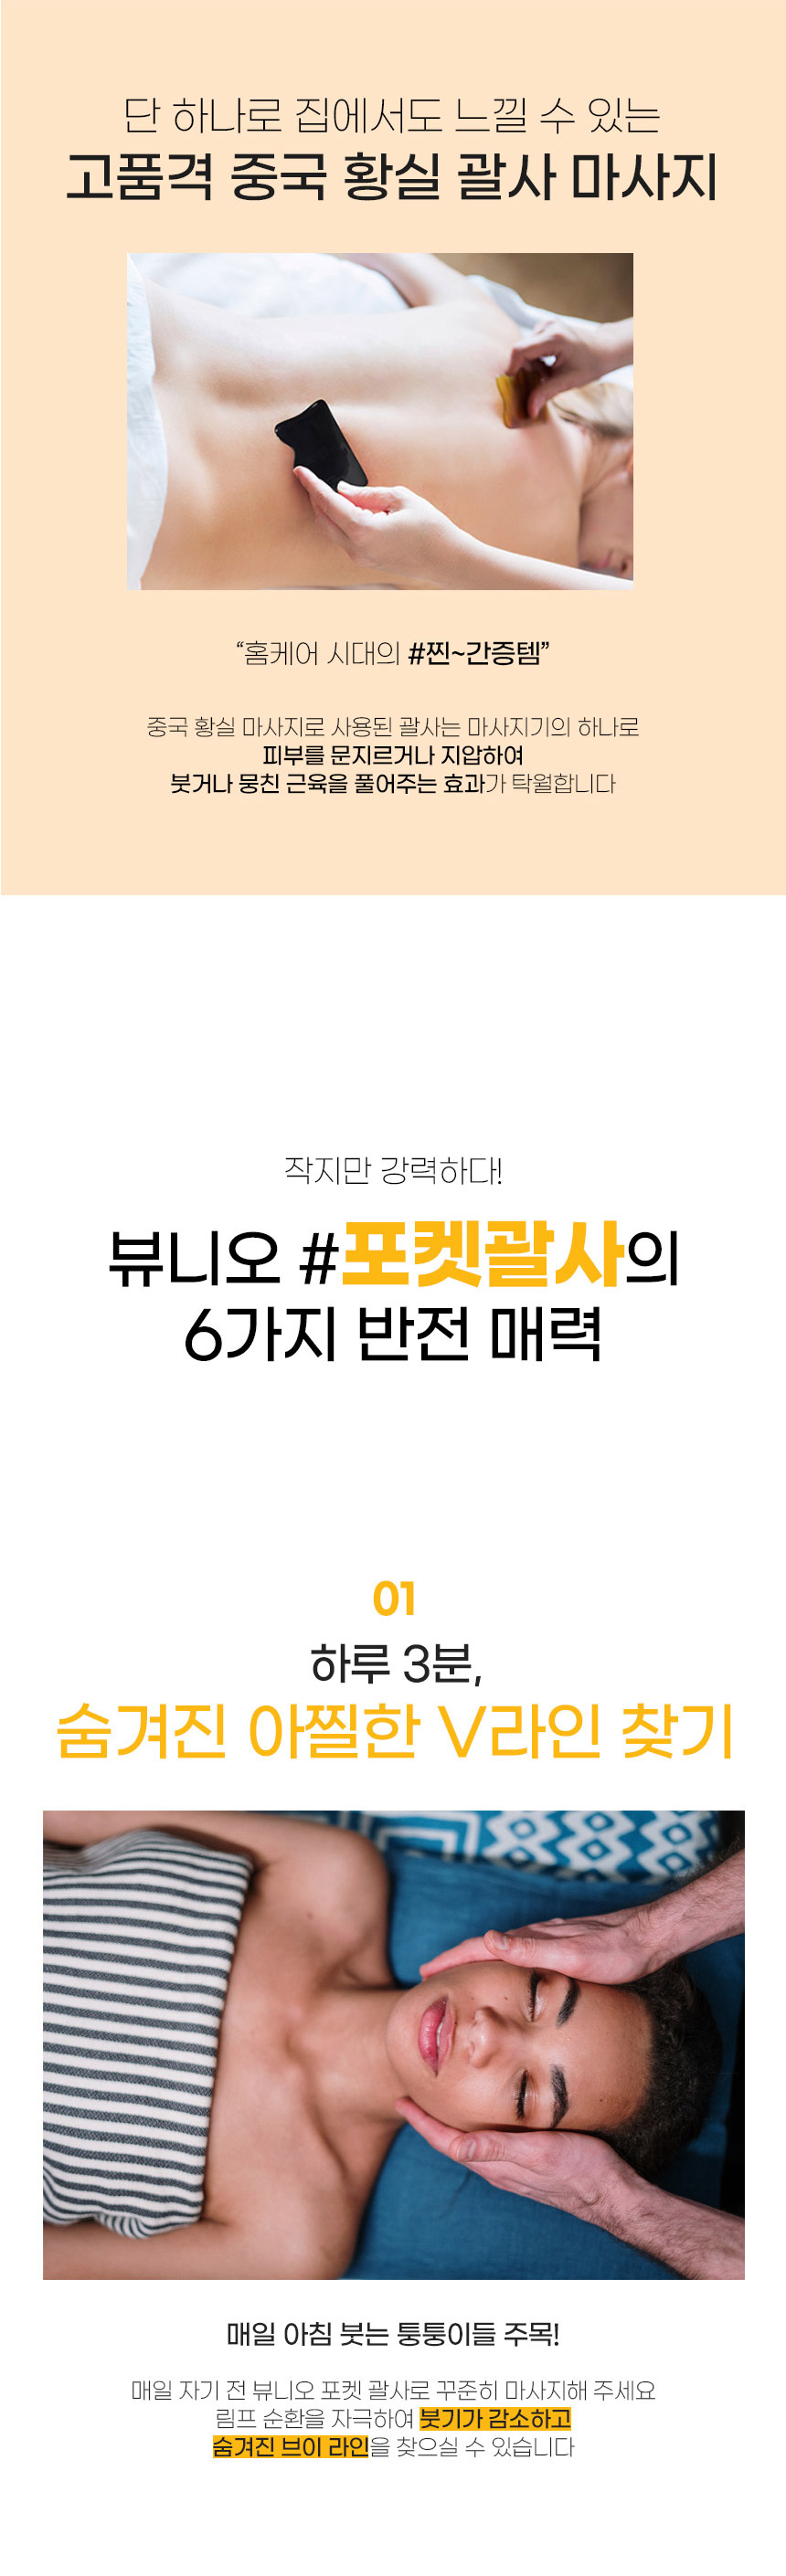 단 하나로 집에서도 느낄 수 있는
고품격 중국 황실 괄사 마사지
“홈케어 시대의 #찐~간증템”
중국 황실 마사지로 사용된 괄사는 마사지기의 하나로
피부를 문지르거나 지압하여
붓거나 뭉친 근육을 풀어주는 효과가 탁월합니다
작지만 강력하다!
뷰니오 #포켓괄사의
6가지 반전 매력
01
하루 3분,
숨겨진 아찔한 V라인 찾기
매일 아침 붓는 퉁퉁이들 주목!
매일 자기 전 뷰니오 포켓 괄사로 꾸준히 마사지해 주세요
림프 순환을 자극하여 붓기가 감소하고
숨겨진 브이 라인을 찾으실 수 있습니다